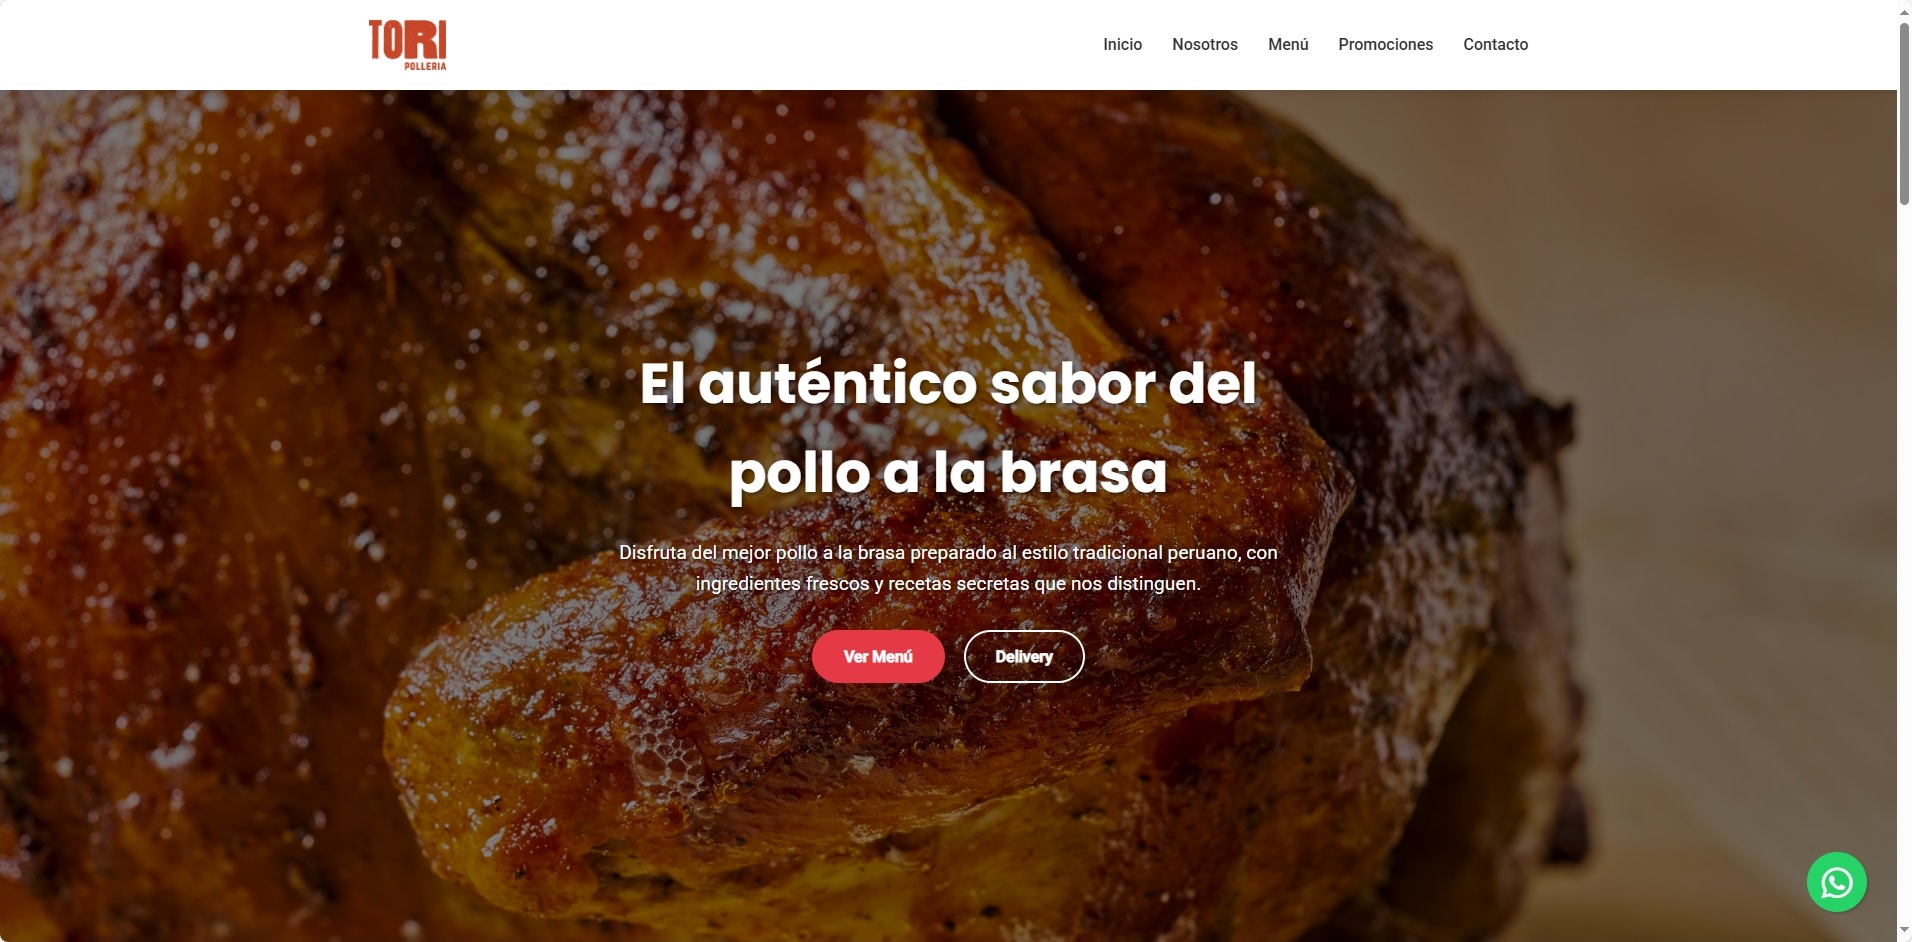 TORI
POLLERIA
Inicio
Nosotros
Menú
Promociones
Contacto
El auténtico sabor del
pollo a la brasa
Disfruta del mejor pollo a la brasa preparado al estilo tradicional peruano, con
ingredientes frescos y recetas secretas que nos distinguen.
Ver Menú
Delivery